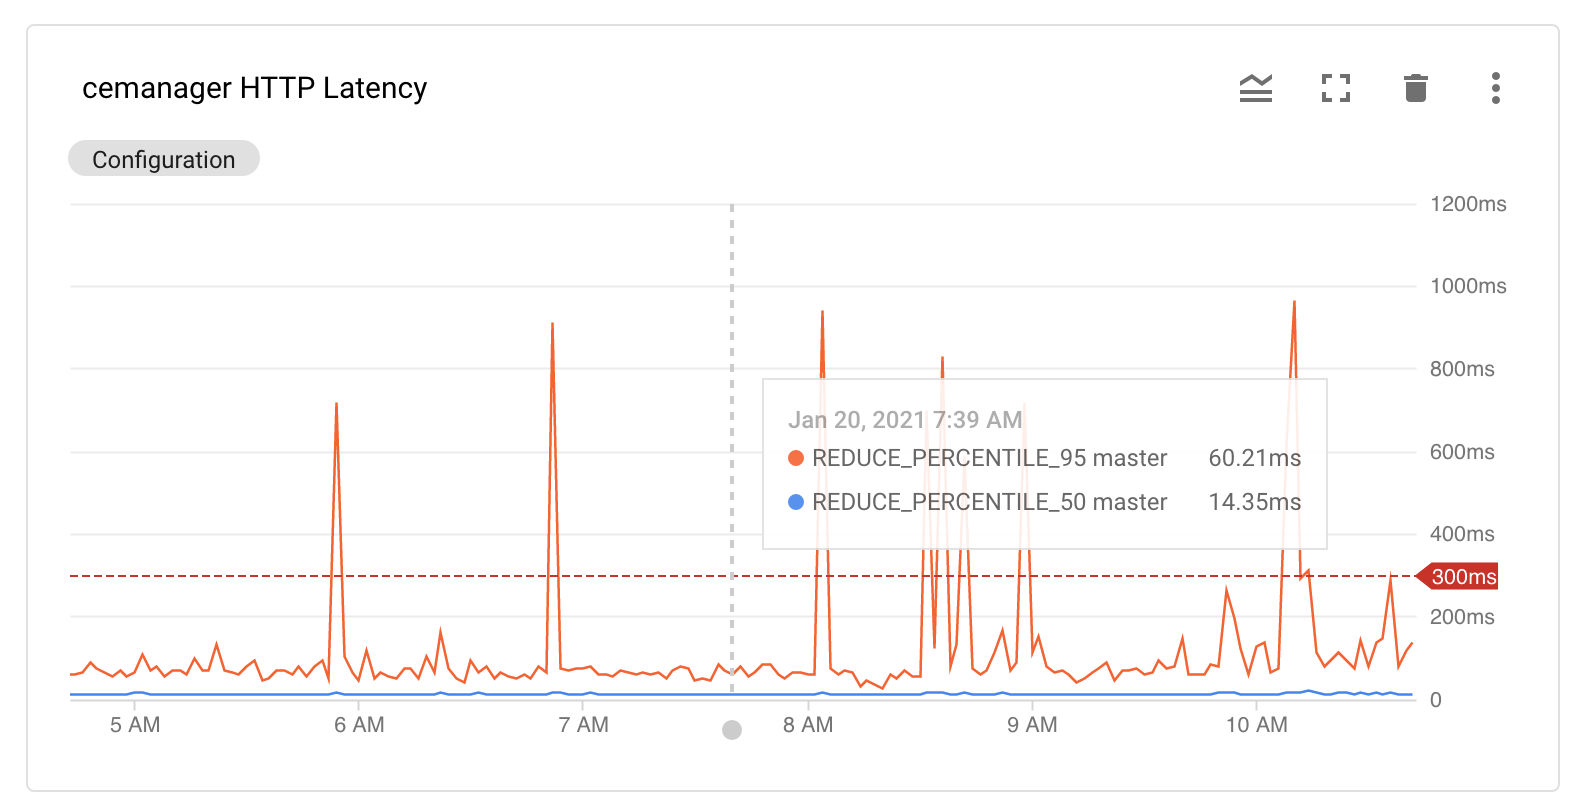 cemanager HTTP Latency
Configuration
1200ms
1000ms
800ms
600ms
400ms
300ms
200ms
0
Jan 20, 2021 7:39 AM
REDUCE_PERCENTILE_95 master 60.21ms
REDUCE_PERCENTILE_50 master 14.35ms
5 AM 6 AM 7 AM 8 AM 9 AM 10 AM